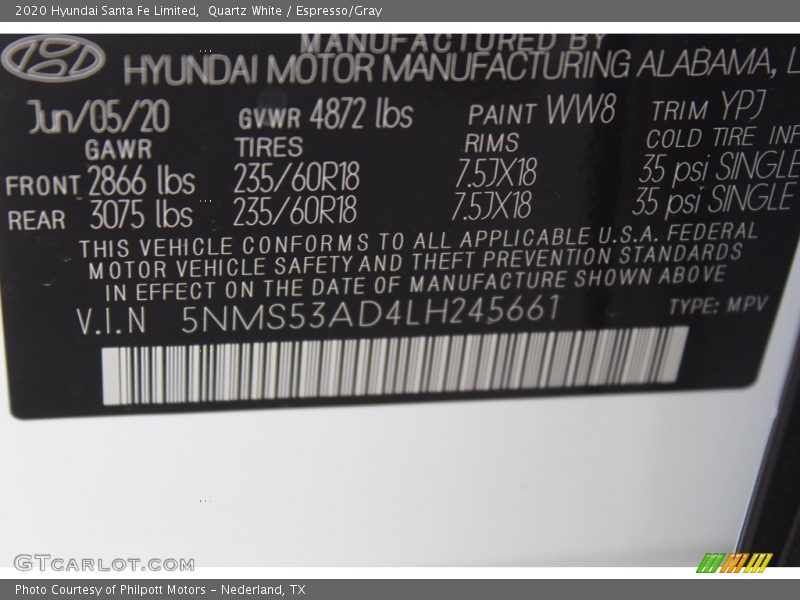 2020 Hyundai Santa Fe Limited, Quartz White / Espresso/Gray
MANUFACTURED BY
HYUNDAI MOTOR MANUFACTURING ALABAMA, L
Jun/05/20 GVWR 4872 lbs PAINT WW8 TRIM YPJ
GAWR TIRES RIMS COLD TIRE INF
FRONT 2866 lbs 235/60R18 7.5JX18 35 psi SINGLE
REAR 3075 lbs 235/60R18 7.5JX18 35 psi SINGLE
THIS VEHICLE CONFORMS TO ALL APPLICABLE U.S.A. FEDERAL
MOTOR VEHICLE SAFETY AND THEFT PREVENTION STANDARDS
IN EFFECT ON THE DATE OF MANUFACTURE SHOWN ABOVE
V.I.N 5NMS53AD4LH245661 TYPE: MPV
GTCARLOT.COM
Photo Courtesy of Philpott Motors - Nederland, TX